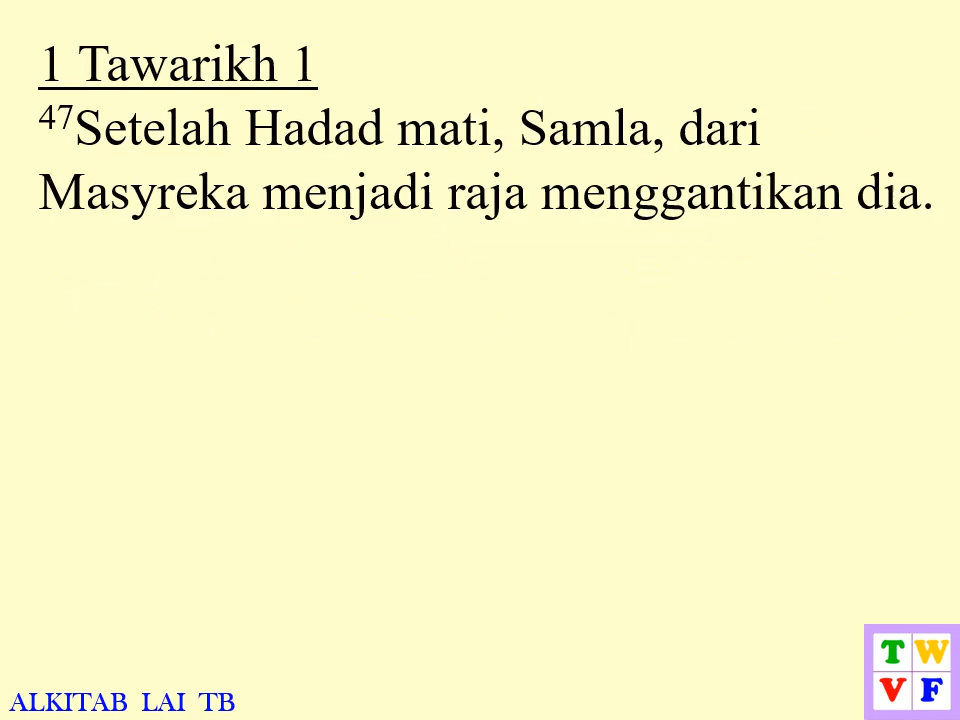 1 Tawarikh 1
47Setelah Hadad mati, Samla, dari
Masyreka menjadi raja menggantikan dia.
T W
V F
ALKITAB LAI TB